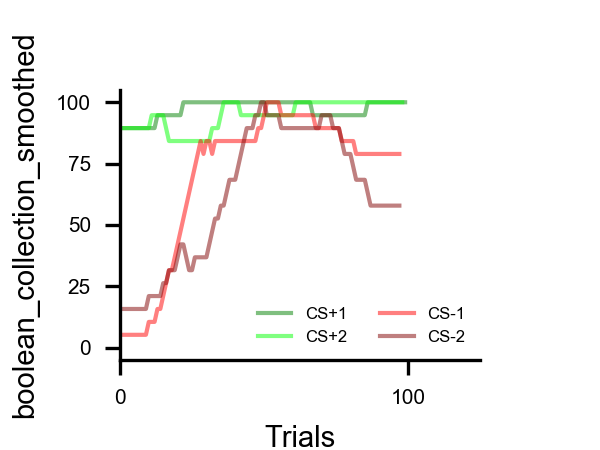 boolean_collection_smoothed
100
75
50
25
0
CS+1
CS+2
CS-1
CS-2
0
100
Trials